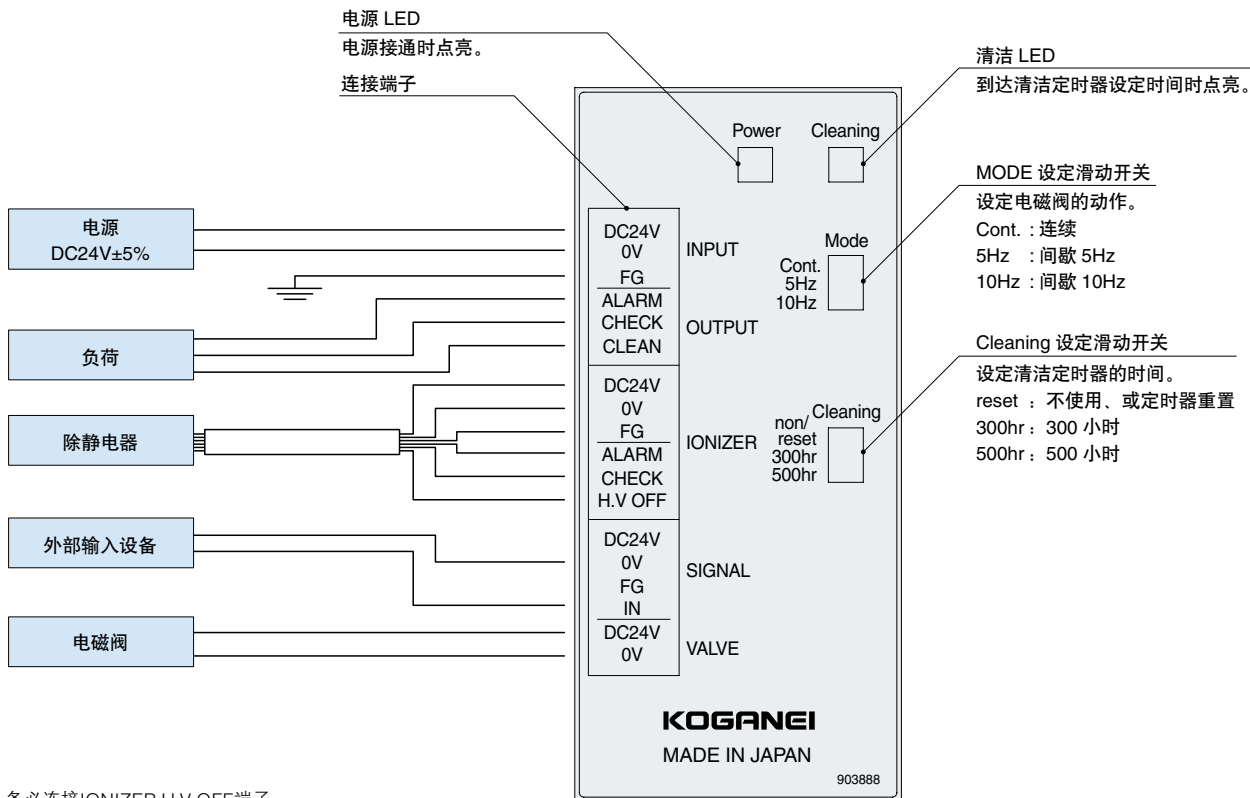 电源 LED
电源接通时点亮。
连接端子
清洁 LED
到达清洁定时器设定时间时点亮。
MODE 设定滑动开关
设定电磁阀的动作。
Cont. : 连续
5Hz : 间歇 5Hz
10Hz : 间歇 10Hz
Cleaning 设定滑动开关
设定清洁定时器的时间。
reset ： 不使用、或定时器重置
300hr ： 300 小时
500hr ： 500 小时
电源
DC24V±5%
负荷
除静电器
外部输入设备
电磁阀
Power
Cleaning
DC24V
0V
FG
INPUT
ALARM
CHECK
CLEAN
OUTPUT
DC24V
0V
FG
ALARM
CHECK
H.V OFF
IONIZER
DC24V
0V
FG
IN
SIGNAL
DC24V
0V
VALVE
Mode
Cont.
5Hz
10Hz
Cleaning
non/
reset
300hr
500hr
KOGANEI
MADE IN JAPAN
903888